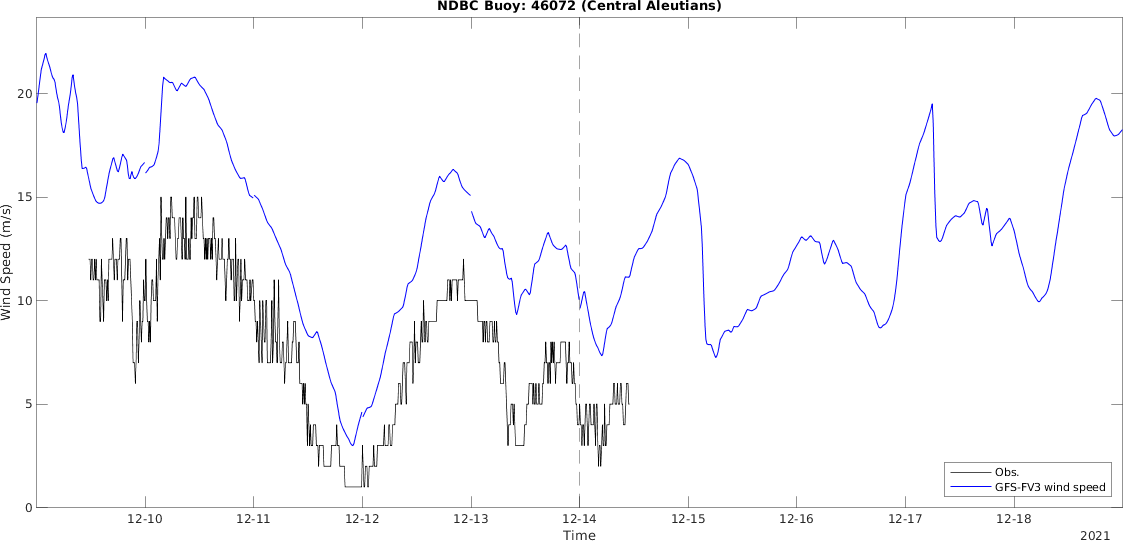 NDBC Buoy: 46072 (Central Aleutians)
Wind Speed (m/s)
20
15
10
5
0
Obs.
GFS-FV3 wind speed
12-10 12-11 12-12 12-13 12-14 12-15 12-16 12-17 12-18
Time
2021